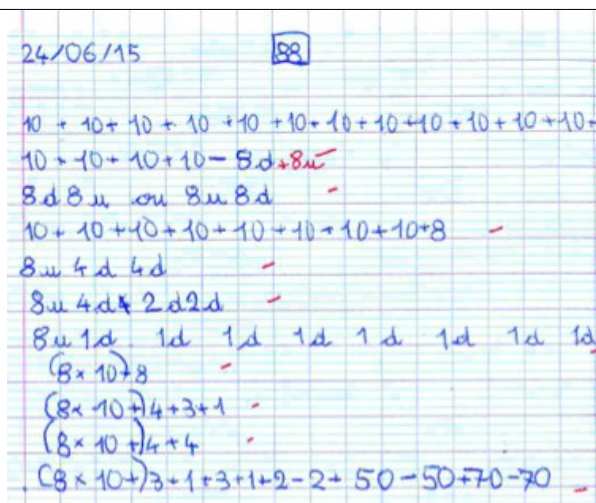 24/06/15 88
10 + 10 + 10 + 10 + 10 + 10 + 10 + 10 + 10 + 10 + 10 + 10 +
10 + 10 + 10 + 10 - 8d + 8u
8d 8u ou 8u 8d
10 + 10 + 10 + 10 + 10 + 10 + 10 + 10 + 8
8u 4d 4d
8u 4d 2d 2d
8u 1d 1d 1d 1d 1d 1d 1d 1d
(8 × 10) + 8
(8 × 10 +) 4 + 3 + 1
(8 × 10 +) 4 + 4
(8 × 10 +) 3 + 1 + 3 + 1 + 2 - 2 + 50 - 50 + 70 - 70